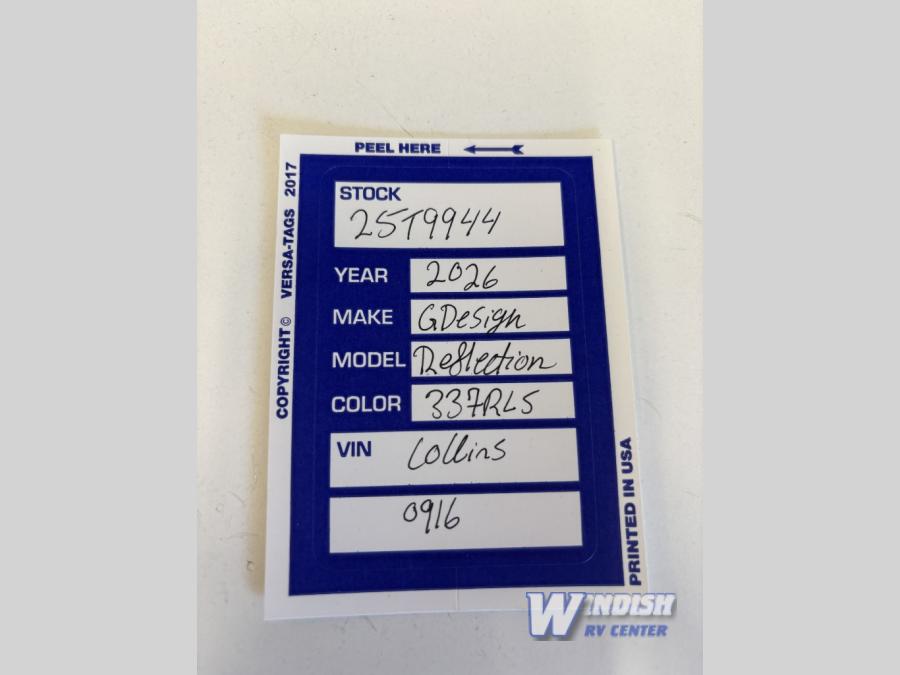 PEEL HERE
COPYRIGHT © VERSA-TAGS 2017
STOCK
25T9944
YEAR 2026
MAKE GDesign
MODEL Reflection
COLOR 337RLS
VIN Collins
0916
PRINTED IN USA
WINDISH
RV CENTER